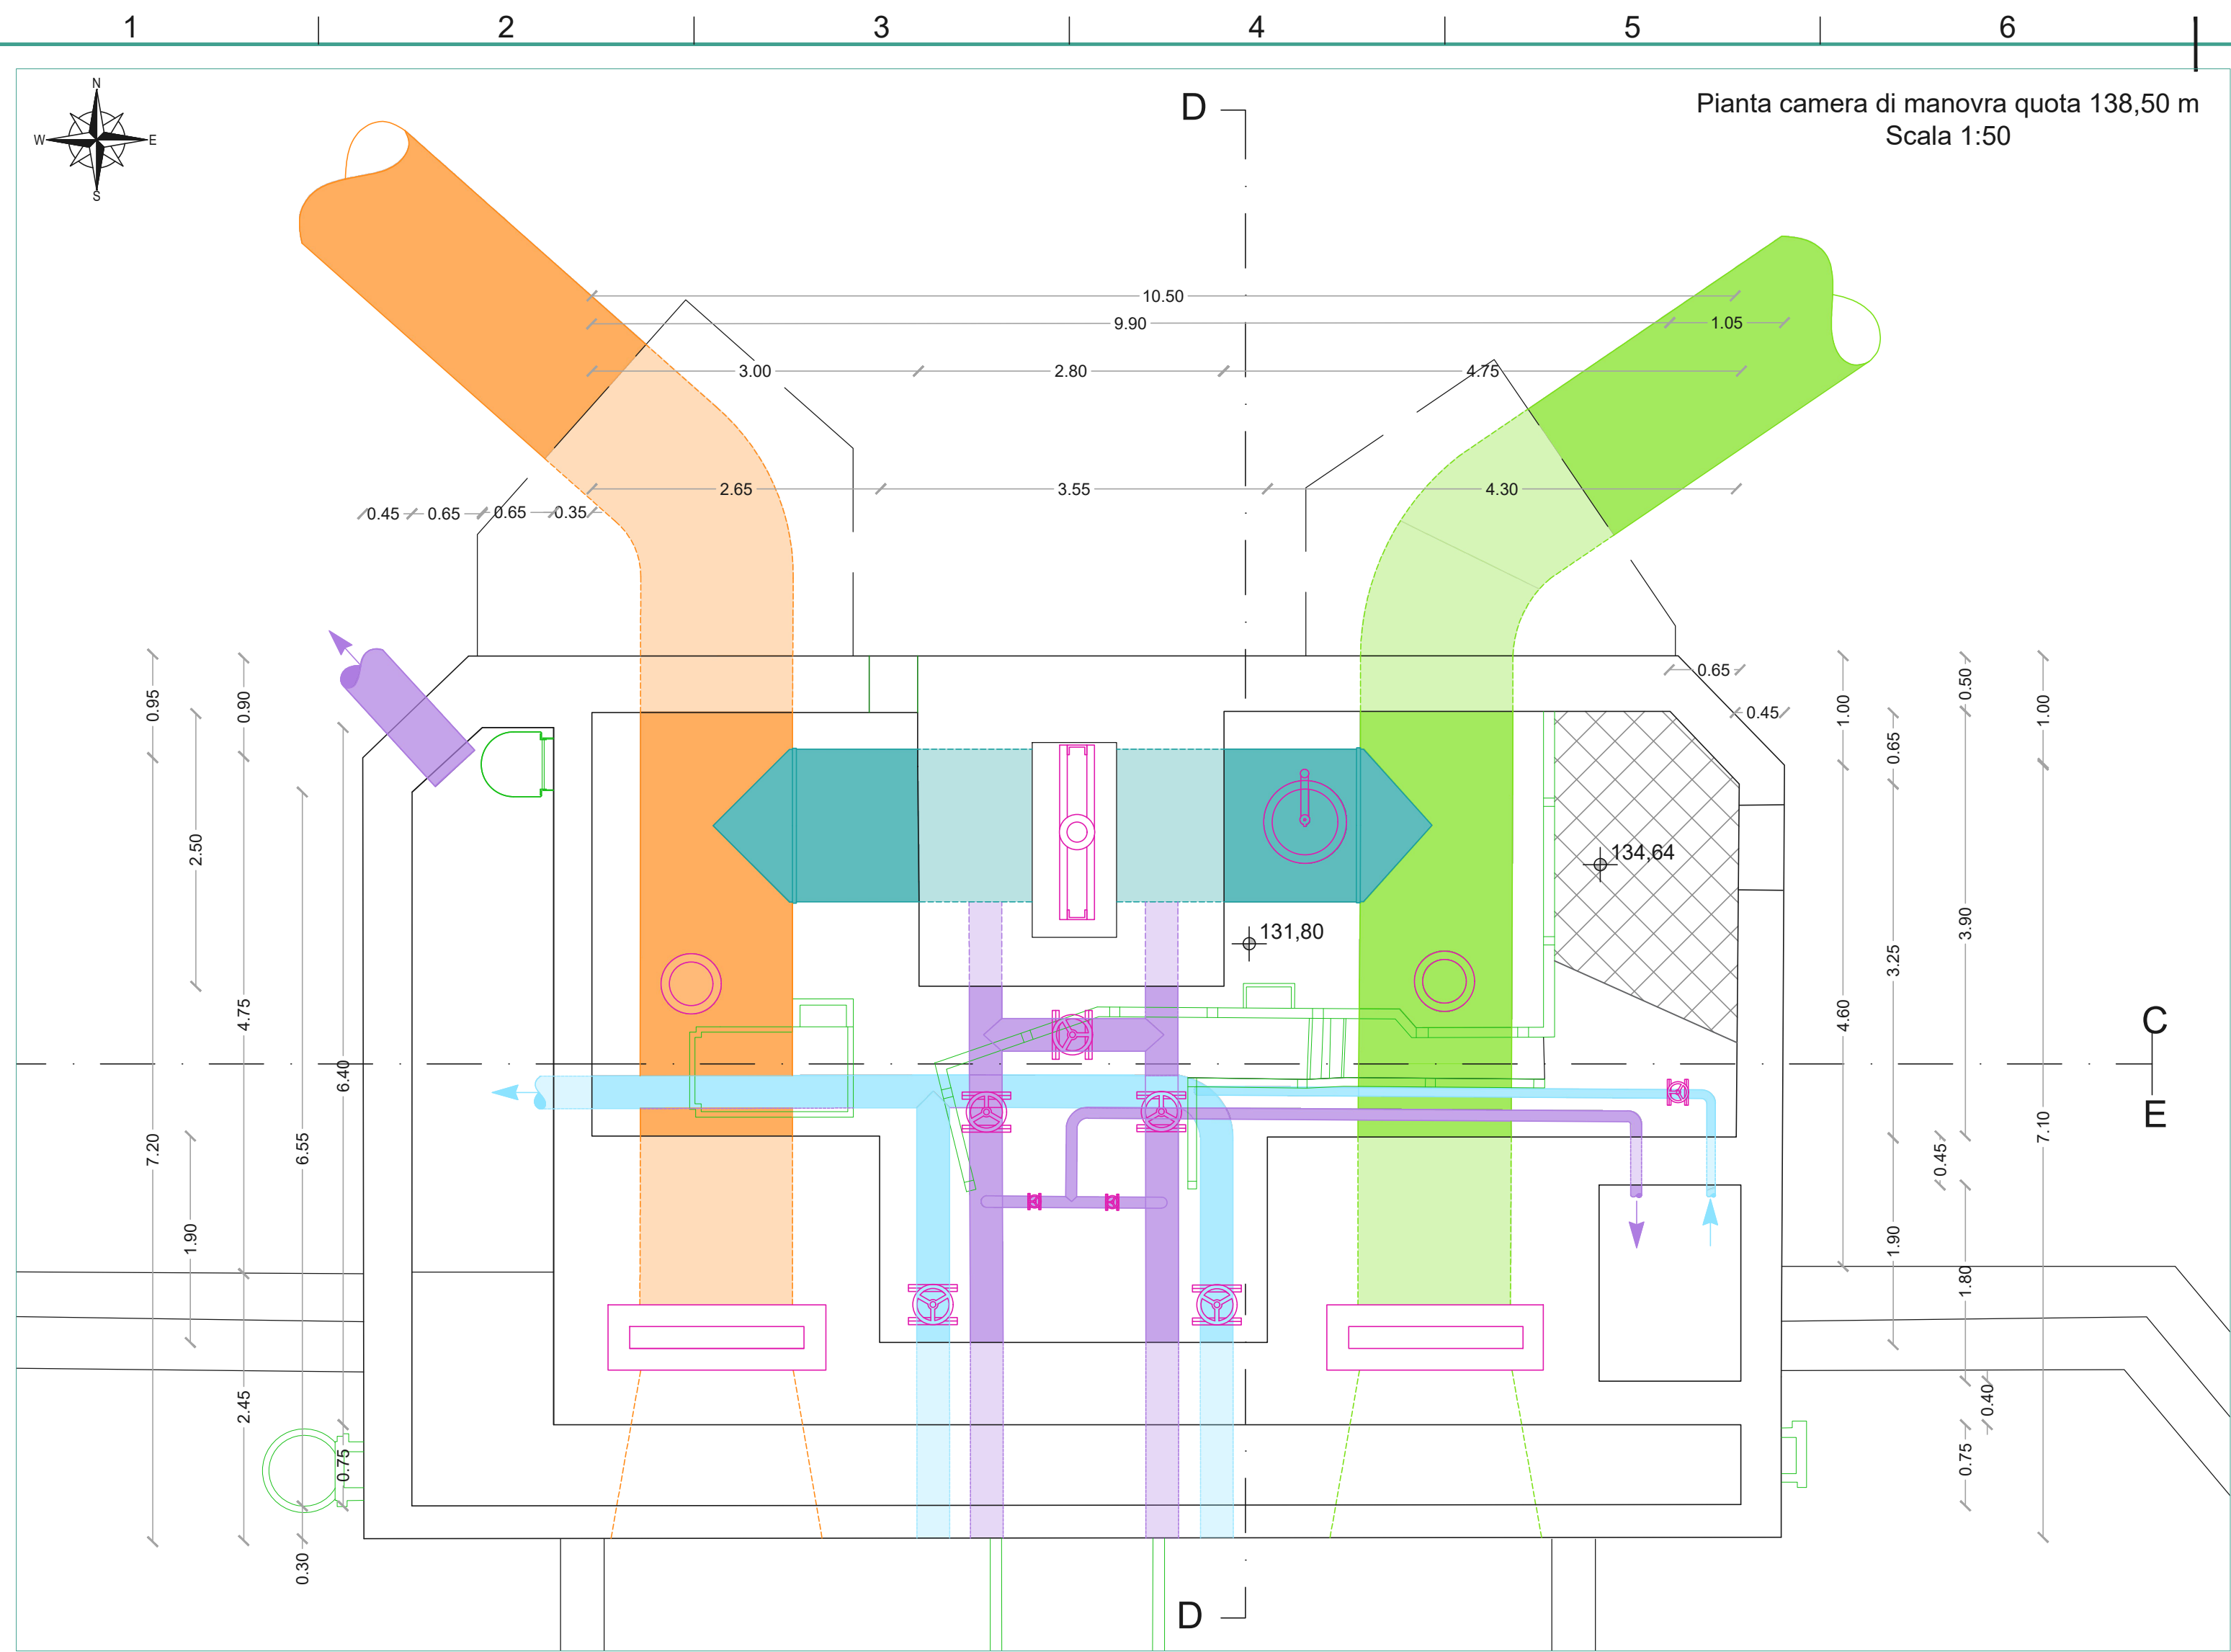 1 2 3 4 5 6
N
W E
S
D
Pianta camera di manovra quota 138,50 m
Scala 1:50
10.50
9.90 1.05
3.00 2.80 4.75
2.65 3.55 4.30
0.45 0.65 0.65 0.35
0.95 0.90 0.65 1.00 0.50 1.00
0.45 0.65
2.50 134,64
131,80 3.90
4.75 3.25 4.60
C
6.40
E
7.20 6.55 7.10 0.45
1.90 1.90 1.80
2.45 0.40
0.75 0.75
0.30
D